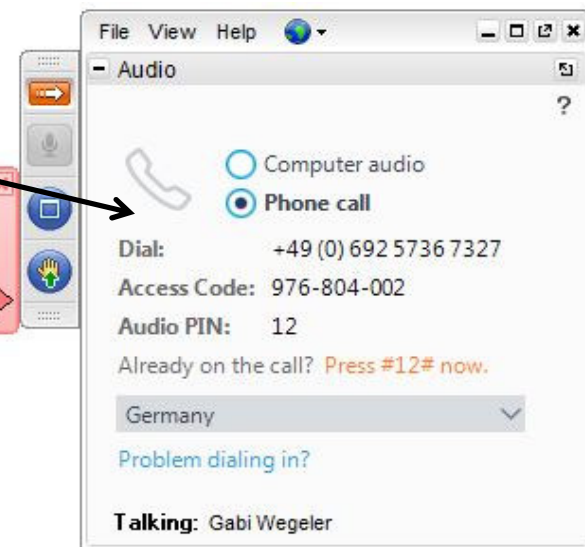 File View Help
Audio
?
Computer audio
Phone call
Dial: +49 (0) 692 5736 7327
Access Code: 976-804-002
Audio PIN: 12
Already on the call? Press #12# now.
Germany
Problem dialing in?
Talking: Gabi Wegeler